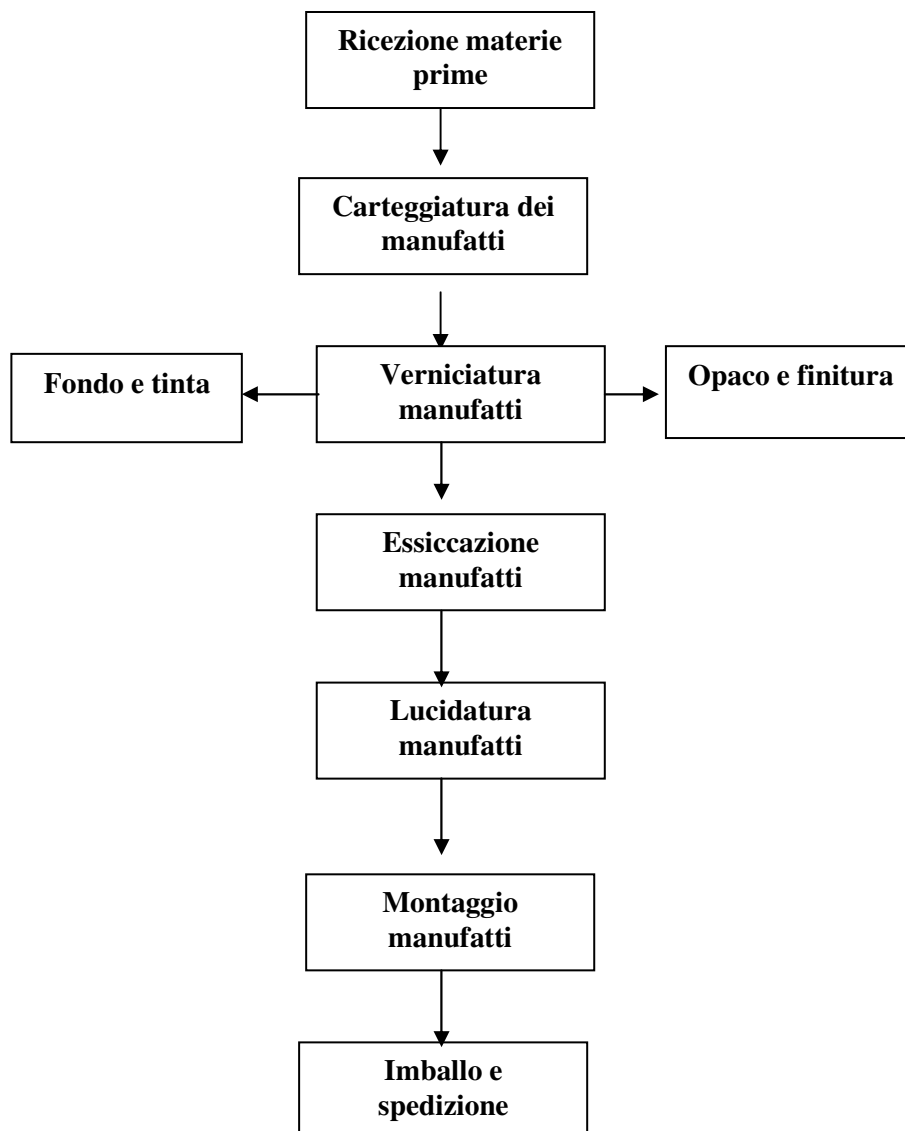 Ricezione materie
prime
Carteggiatura dei
manufatti
Fondo e tinta
Verniciatura
manufatti
Opaco e finitura
Essiccazione
manufatti
Lucidatura
manufatti
Montaggio
manufatti
Imballo e
spedizione